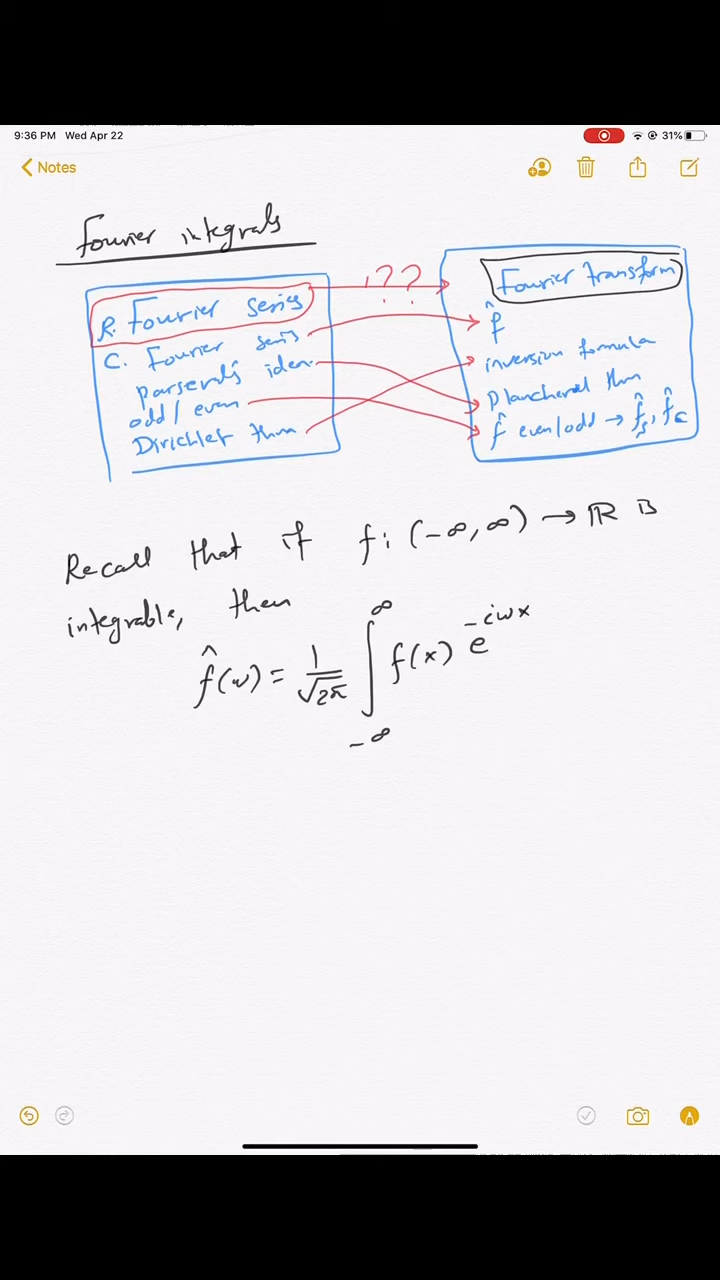 9:36 PM Wed Apr 22
31%
Notes
Fourier integrals
??
R. Fourier series
C. Fourier series
parseval's iden.
odd / even
Dirichlet thm
Fourier transform
f̂
inversion formula
plancheral thm
f̂ even/odd → f̂s, f̂c
Recall that if f: (-∞, ∞) → ℝ is
integrable, then
f̂(w) = 1/√2π ∫_{-∞}^{∞} f(x) e^{-iwx}